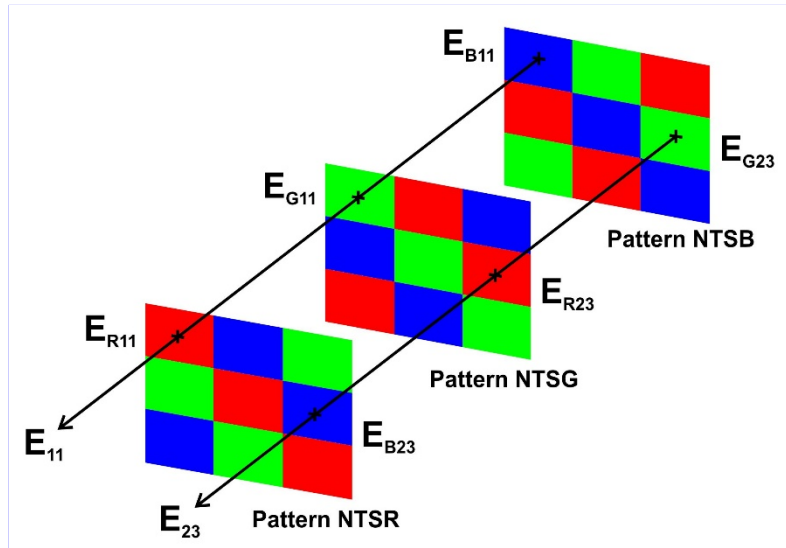 E_B11
E_G23
Pattern NTSB
E_G11
E_R23
Pattern NTSG
E_R11
E_B23
Pattern NTSR
E_11
E_23